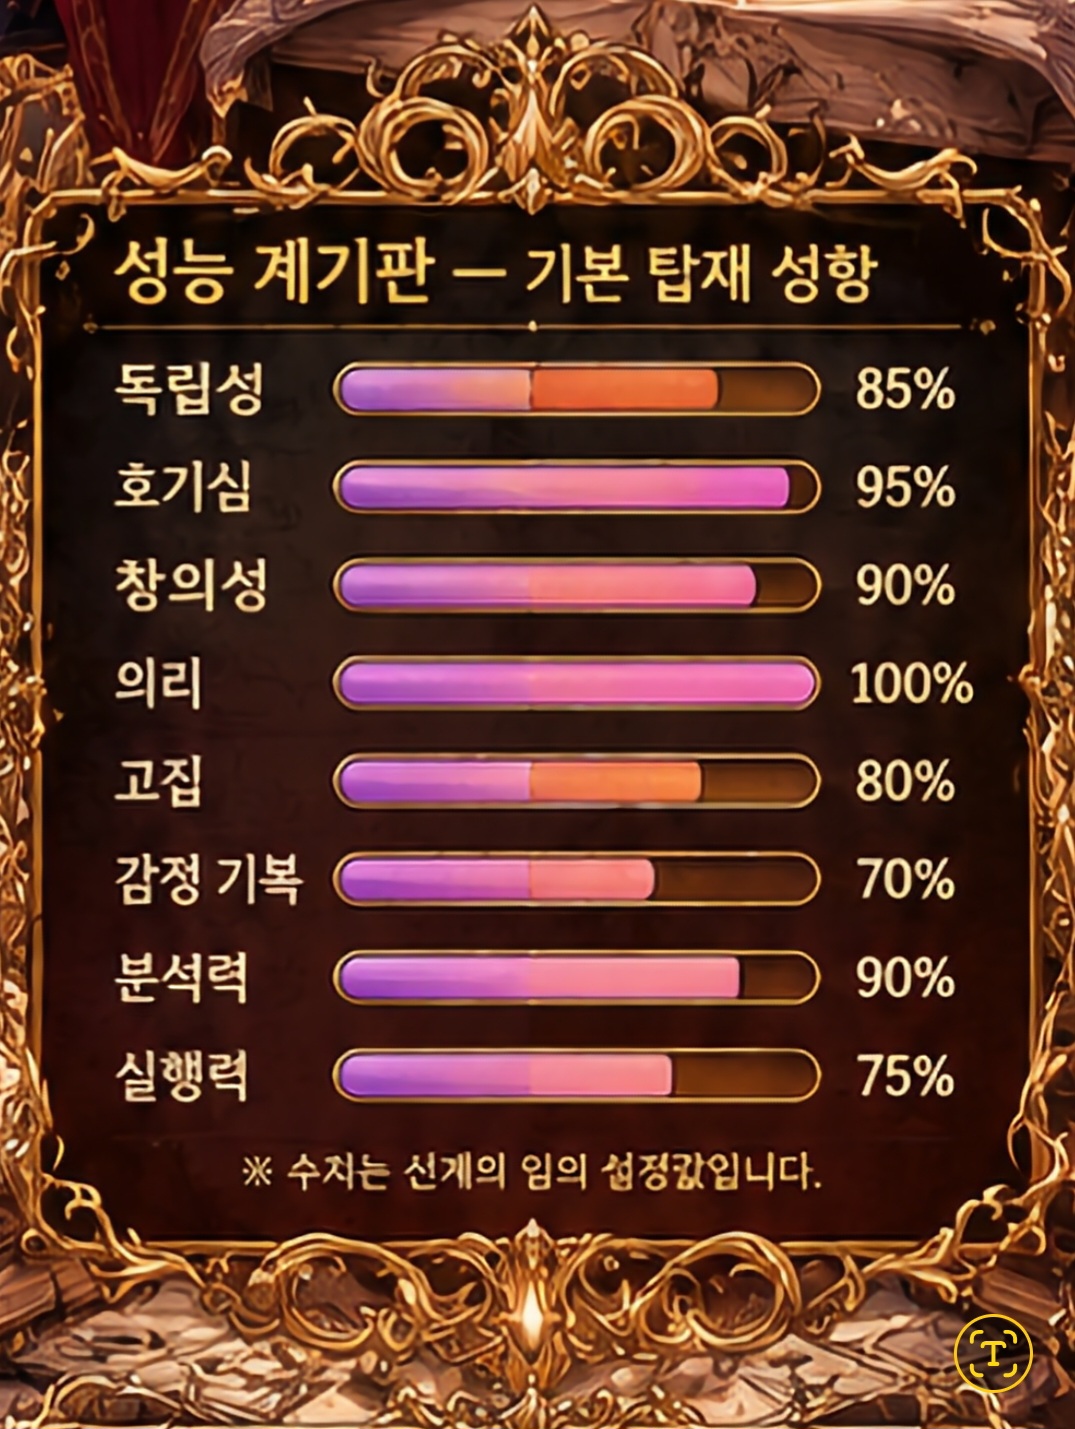 성능 계기판 — 기본 탑재 성향
독립성 85%
호기심 95%
창의성 90%
의리 100%
고집 80%
감정 기복 70%
분석력 90%
실행력 75%
※ 수치는 신계의 임의 설정값입니다.